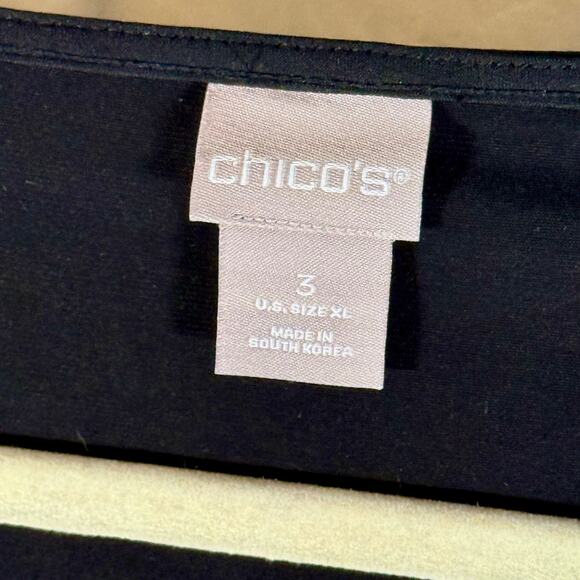 chico's®
3
U.S. SIZE XL
MADE IN
SOUTH KOREA